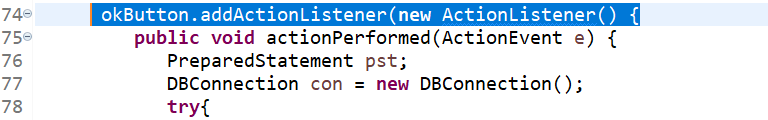 74 okButton.addActionListener(new ActionListener() {
75 public void actionPerformed(ActionEvent e) {
76 PreparedStatement pst;
77 DBConnection con = new DBConnection();
78 try{